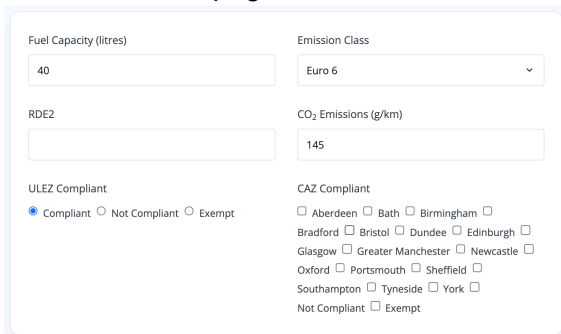 Fuel Capacity (litres)
Emission Class
40
Euro 6
RDE2
CO₂ Emissions (g/km)
145
ULEZ Compliant
CAZ Compliant
Compliant Not Compliant Exempt
Aberdeen Bath Birmingham
Bradford Bristol Dundee Edinburgh
Glasgow Greater Manchester Newcastle
Oxford Portsmouth Sheffield
Southampton Tyneside York
Not Compliant Exempt